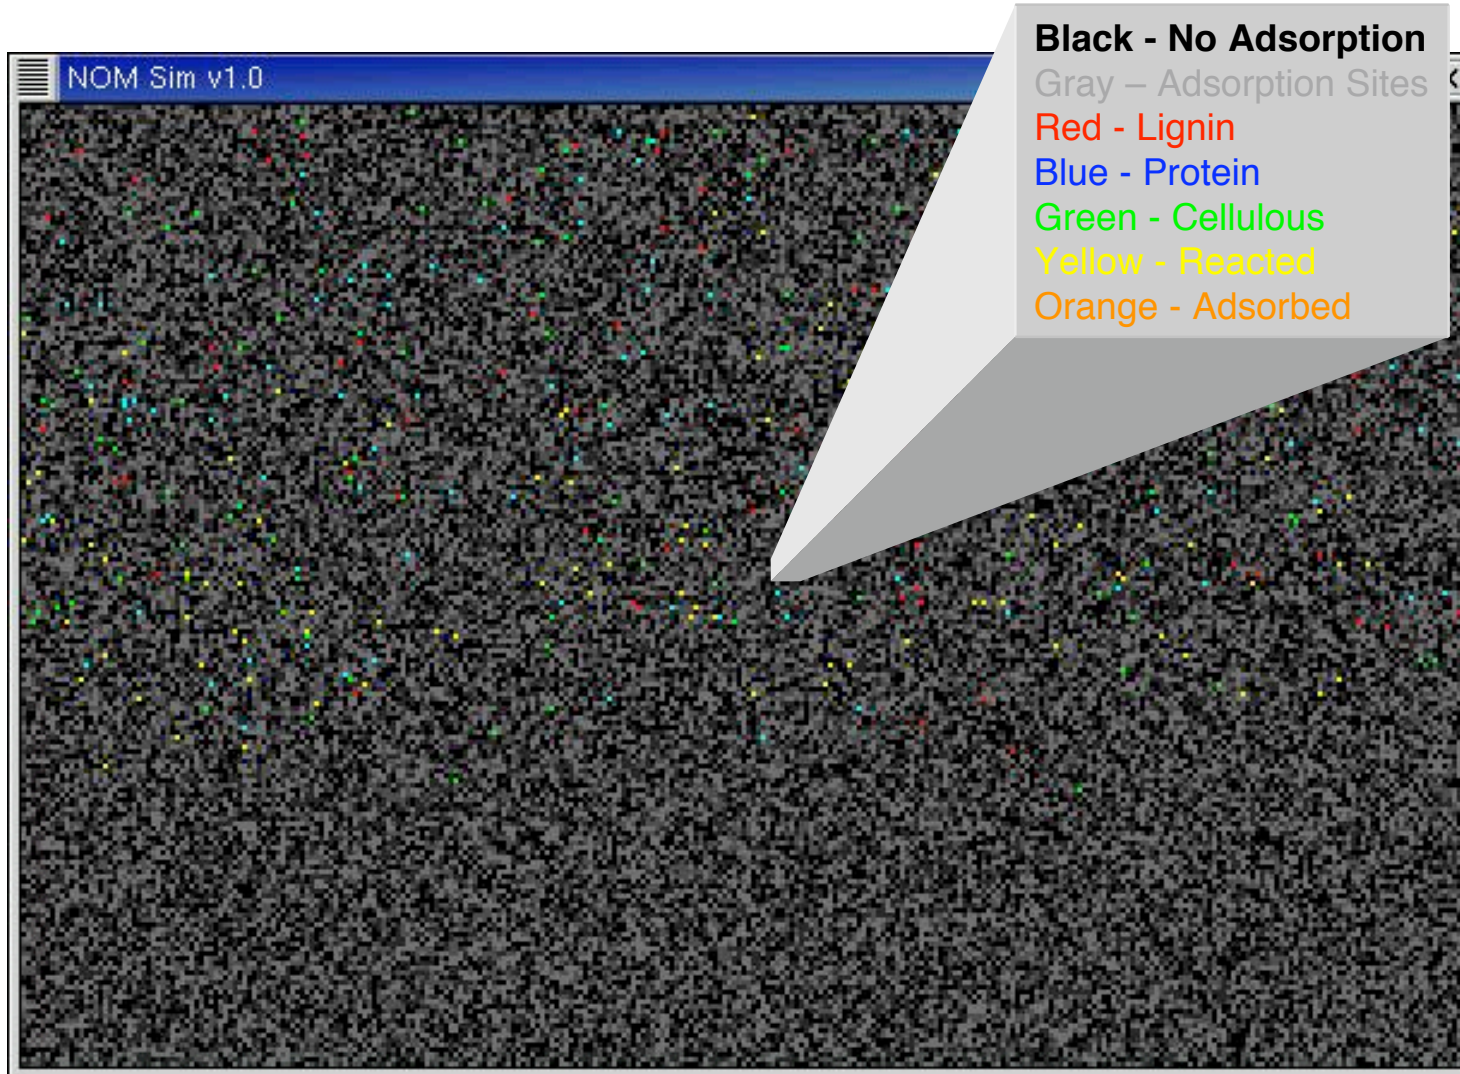 Black - No Adsorption
NOM Sim v1.0
Gray – Adsorption Sites
Red - Lignin
Blue - Protein
Green - Cellulous
Yellow - Reacted
Orange - Adsorbed